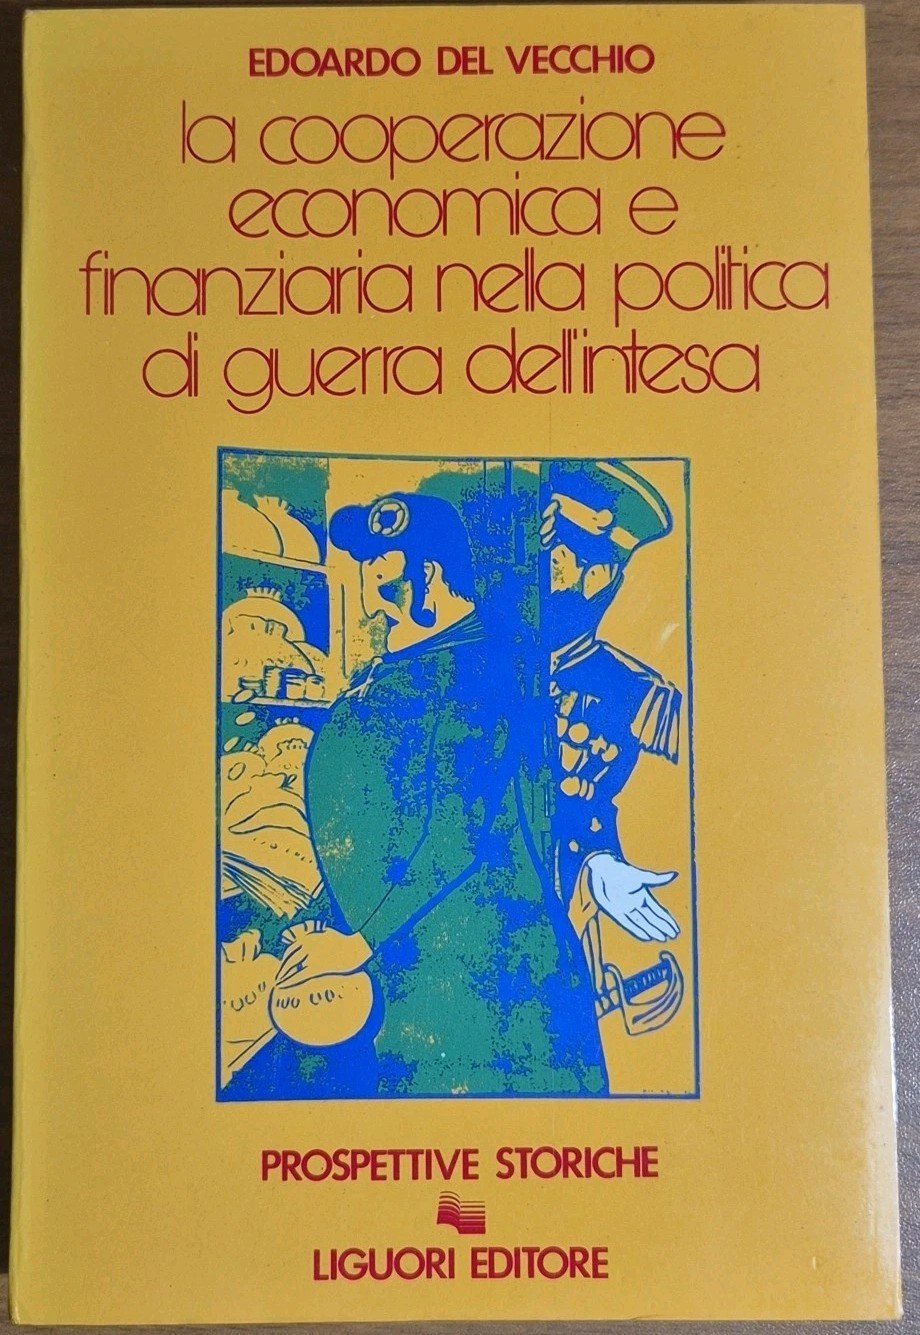 EDOARDO DEL VECCHIO
la cooperazione
economica e
finanziaria nella politica
di guerra dell'intesa
PROSPETTIVE STORICHE
LIGUORI EDITORE